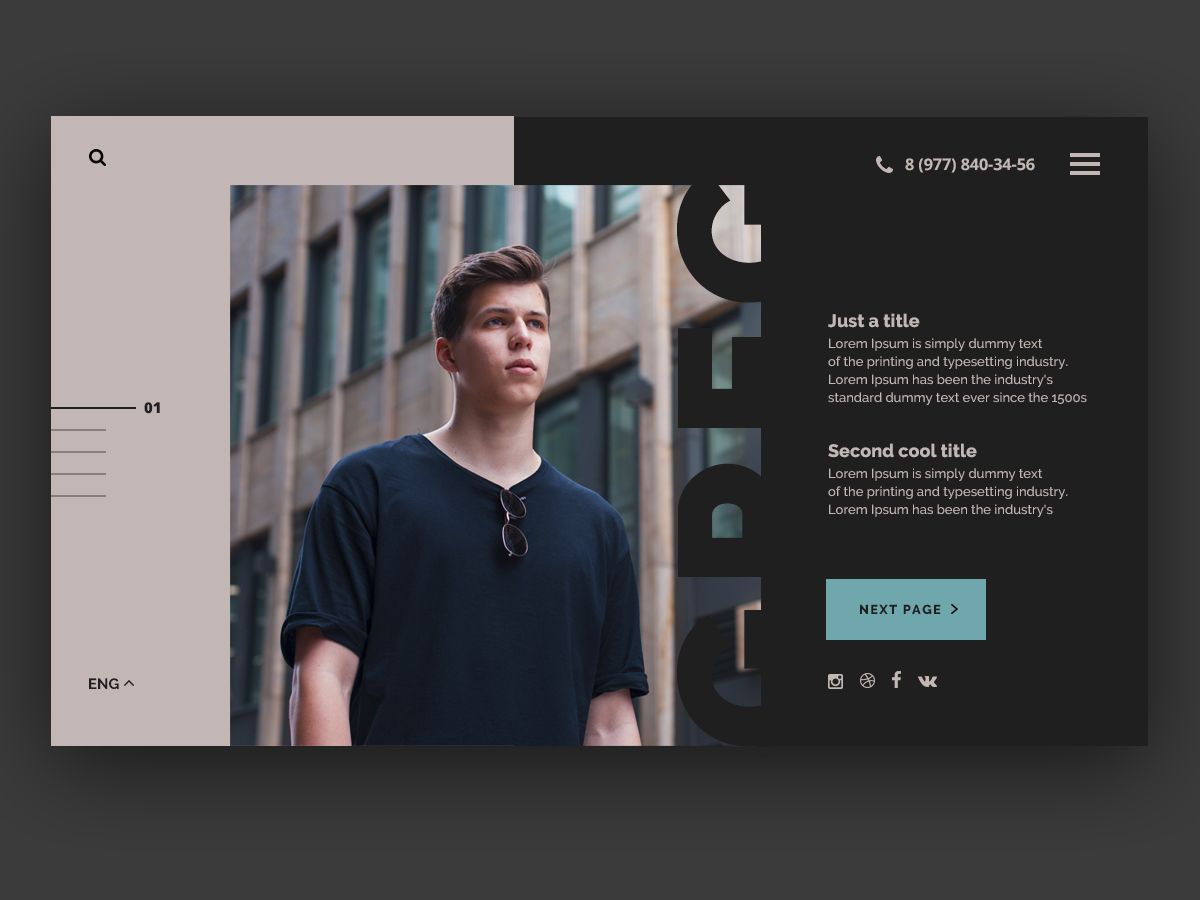 8 (977) 840-34-56
Just a title
Lorem Ipsum is simply dummy text
of the printing and typesetting industry.
Lorem Ipsum has been the industry's
standard dummy text ever since the 1500s
01
Second cool title
Lorem Ipsum is simply dummy text
of the printing and typesetting industry.
Lorem Ipsum has been the industry's
NEXT PAGE
ENG